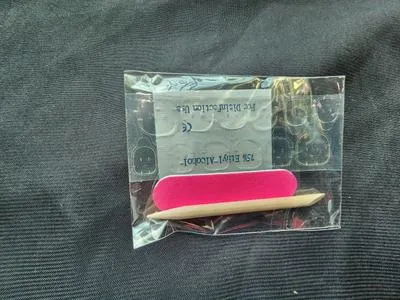 75% Ethyl Alcohol
CE
For Disinfection Use